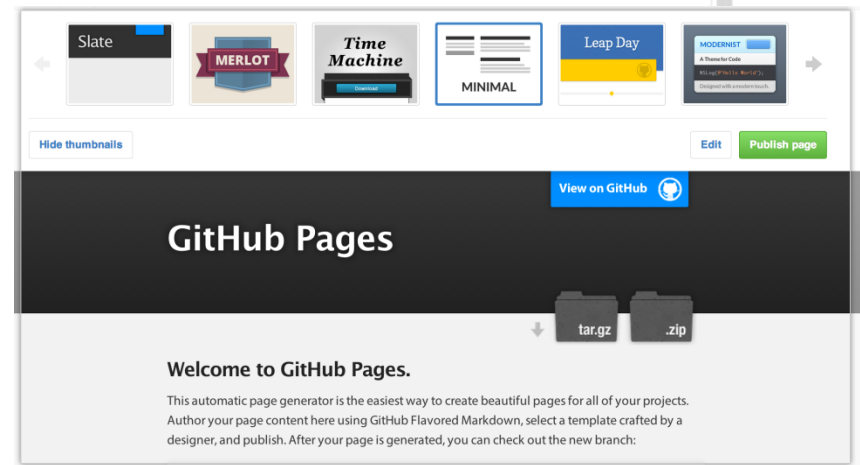 Slate
MERLOT
Time
Machine
Download
MINIMAL
Leap Day
MODERNIST
A Theme for Code
NSLog(@"Hello World");
Designed with a modern touch.
Hide thumbnails
Edit
Publish page
View on GitHub
GitHub Pages
tar.gz
.zip
Welcome to GitHub Pages.
This automatic page generator is the easiest way to create beautiful pages for all of your projects.
Author your page content here using GitHub Flavored Markdown, select a template crafted by a
designer, and publish. After your page is generated, you can check out the new branch: